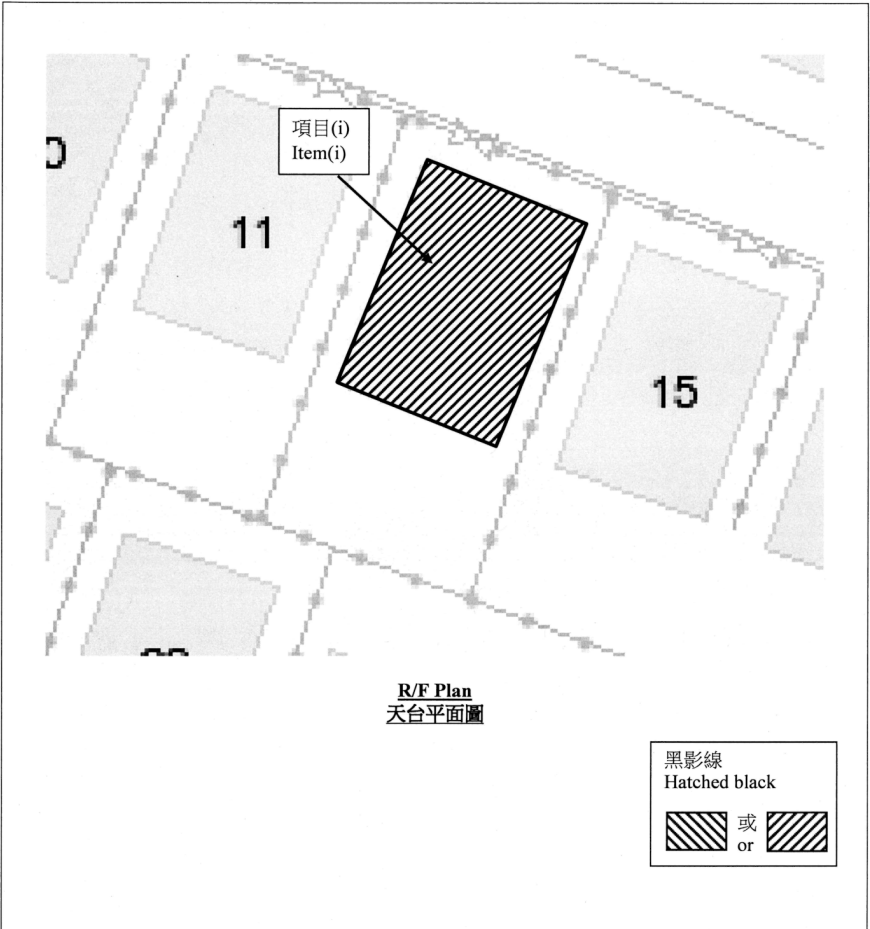 項目(i)
Item(i)
11
15
R/F Plan
天台平面圖
黑影線
Hatched black
或
or